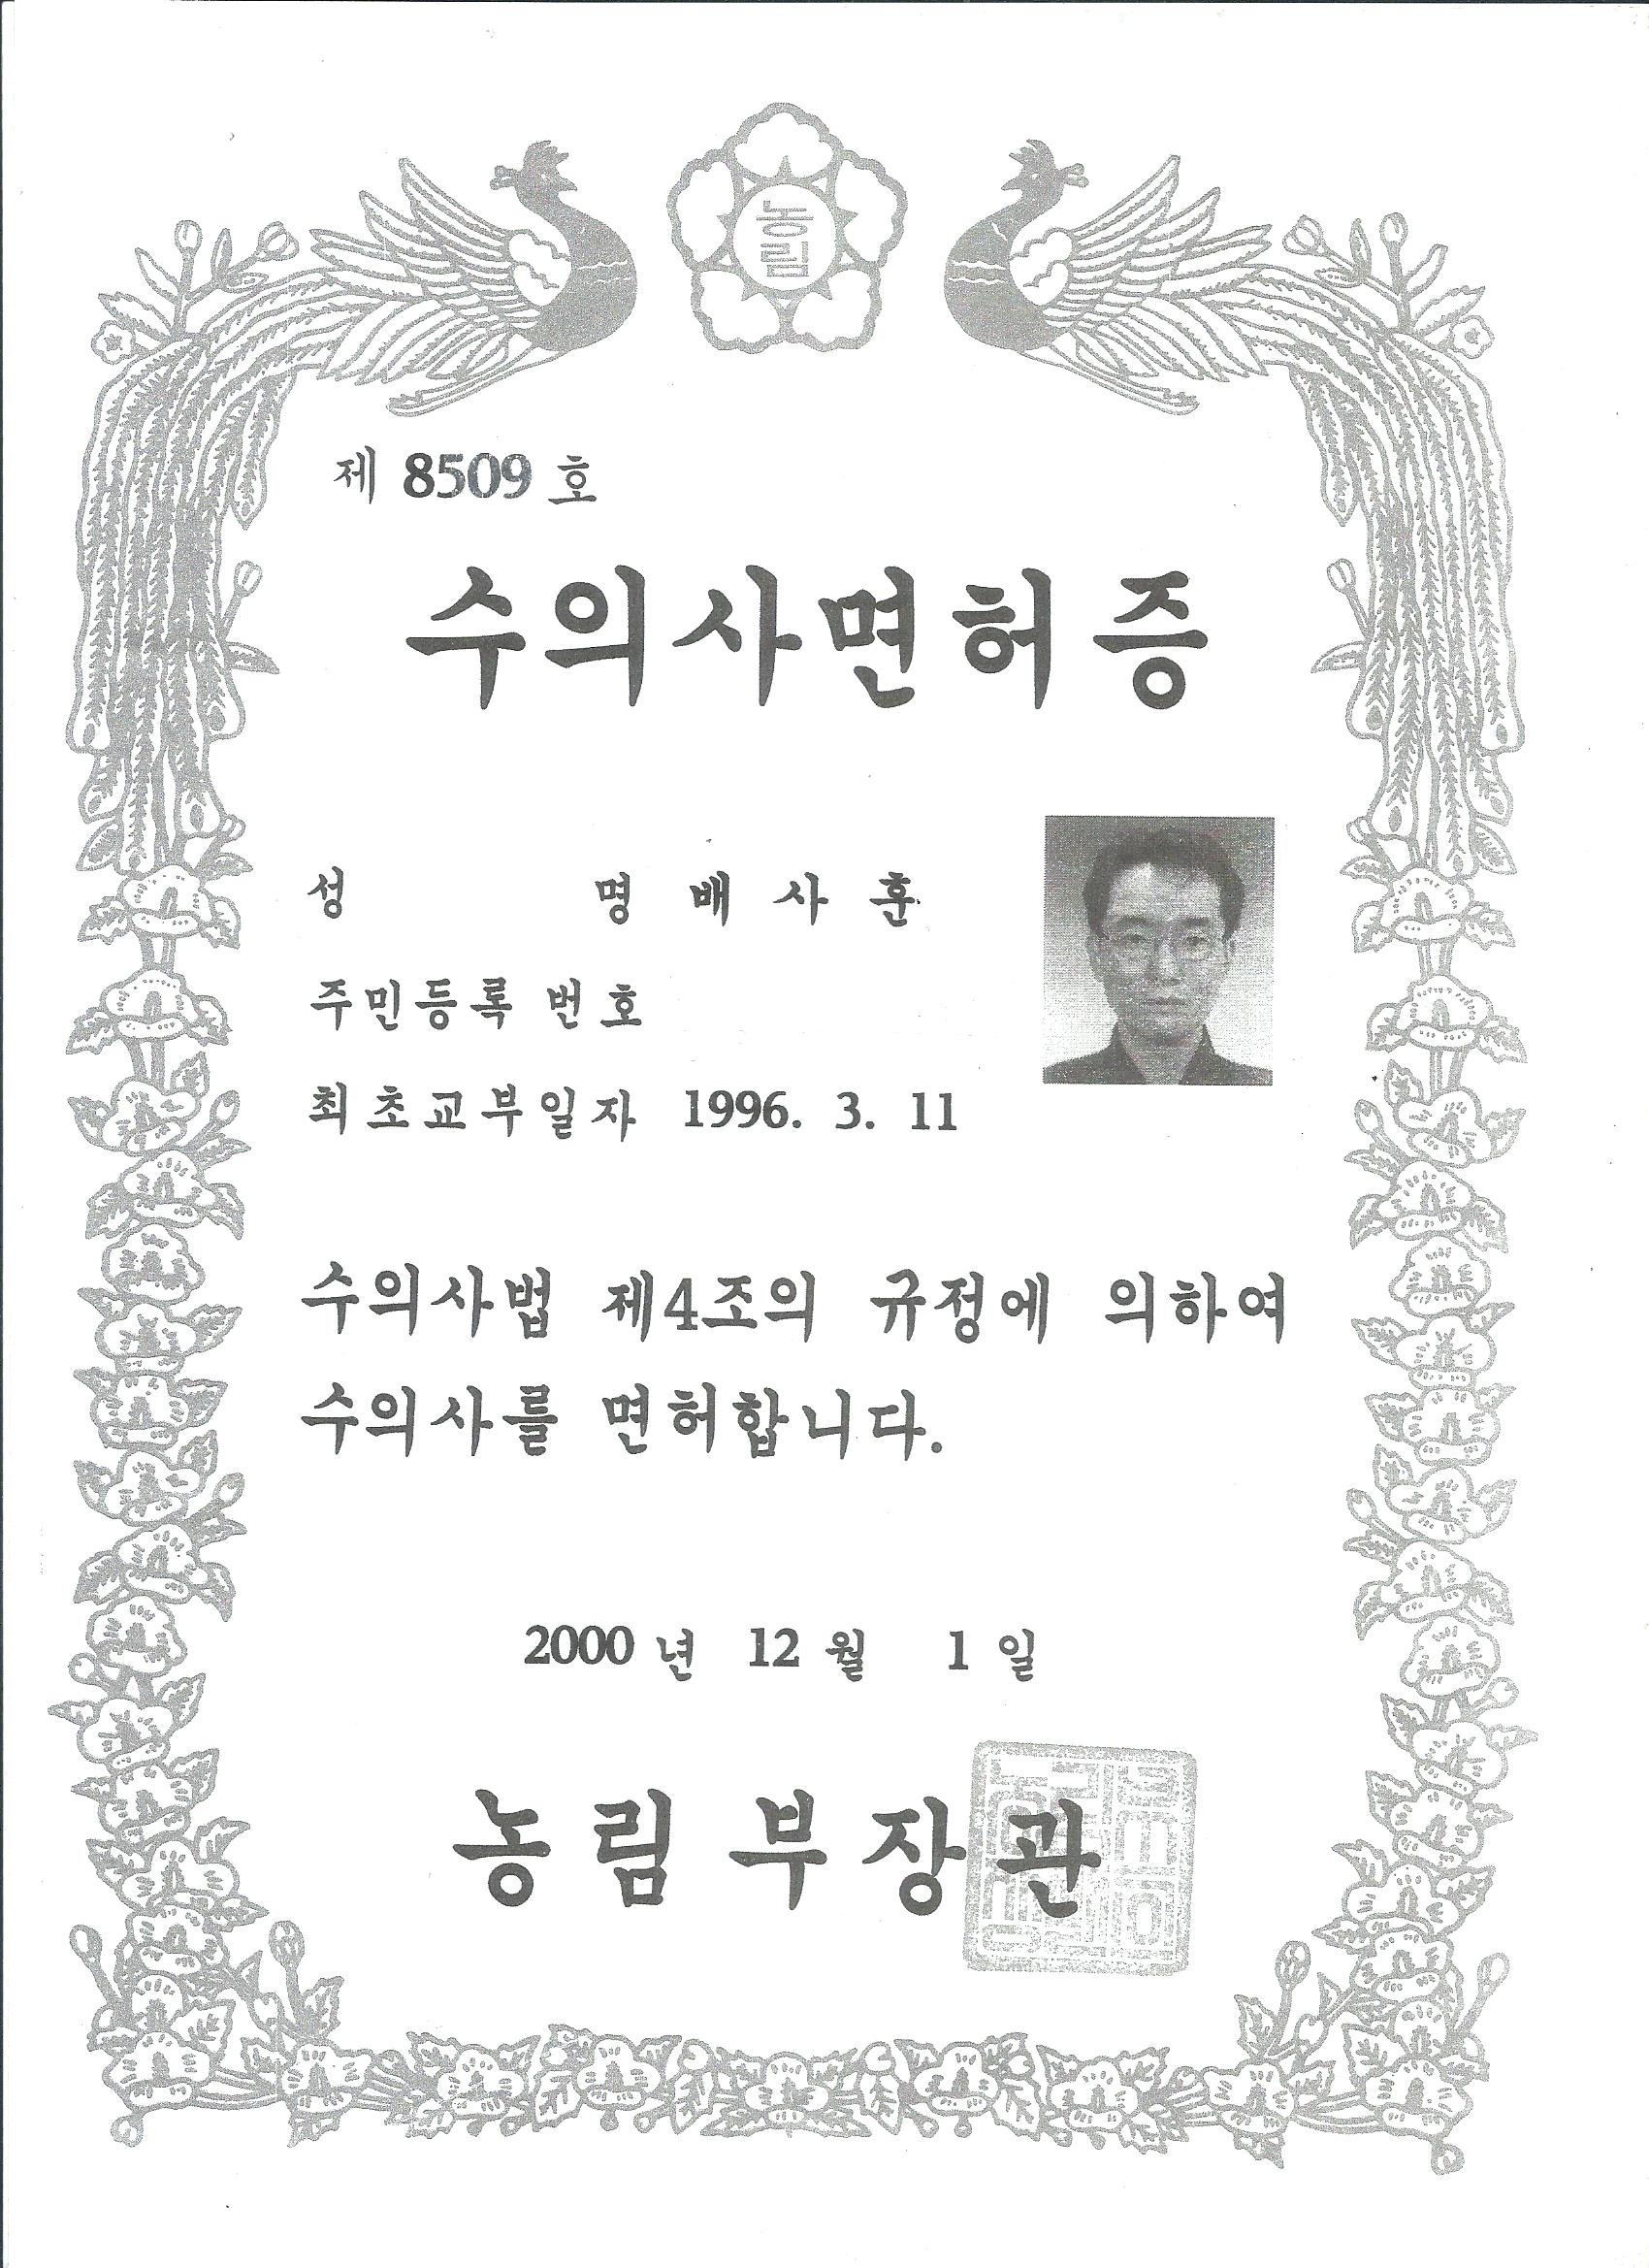 농림
제 8509 호
수의사면허증
성 명 배 사 훈
주민등록 번호
최초교부일자 1996. 3. 11
수의사법 제4조의 규정에 의하여
수의사를 면허합니다.
2000 년 12 월 1 일
농림부장관